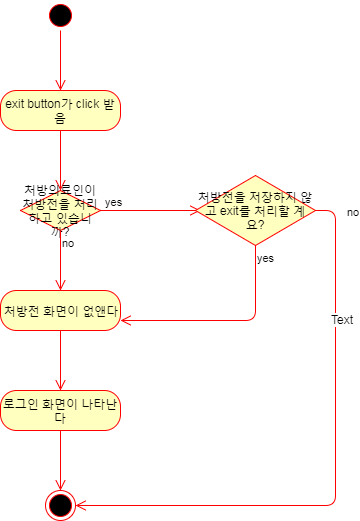 exit button가 click 받
음
처방의료인이
처방전을 처리
하고 있습니
까?
yes
처방전을 저장하지 않
고 exit를 처리할 계
요?
no
no
yes
처방전 화면이 없앤다
Text
로그인 화면이 나타난
다